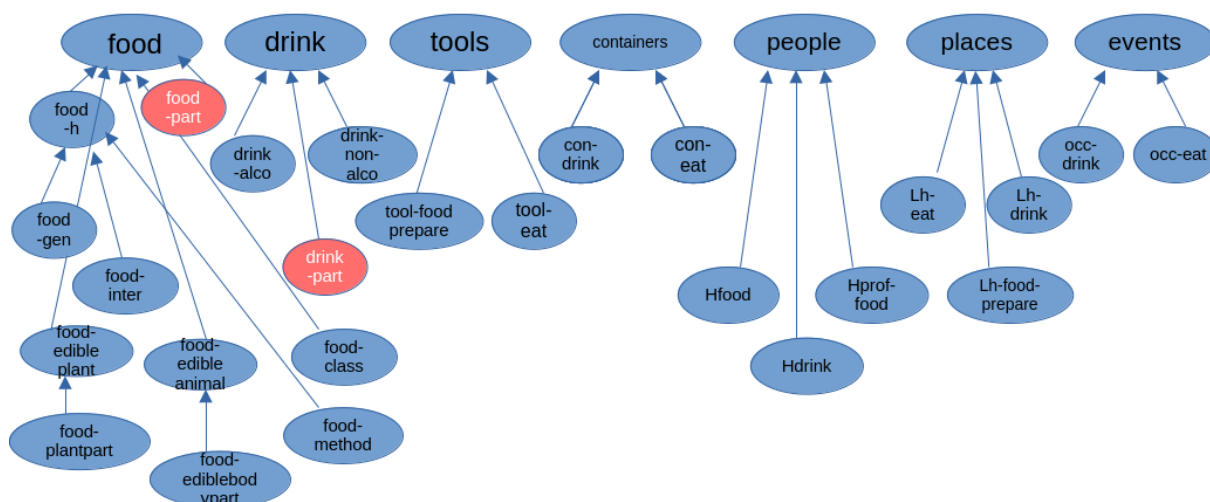 food
drink
tools
containers
people
places
events
food
-h
food
-part
drink
-alco
drink-
non-
alco
con-
drink
con-
eat
occ-
drink
occ-eat
food
-gen
tool-food
prepare
tool-
eat
Lh-
eat
Lh-
drink
food-
inter
drink
-part
Hfood
Hprof-
food
Lh-food-
prepare
food-
edible
plant
food-
edible
animal
food-
class
Hdrink
food-
plantpart
food-
method
food-
ediblebod
ypart